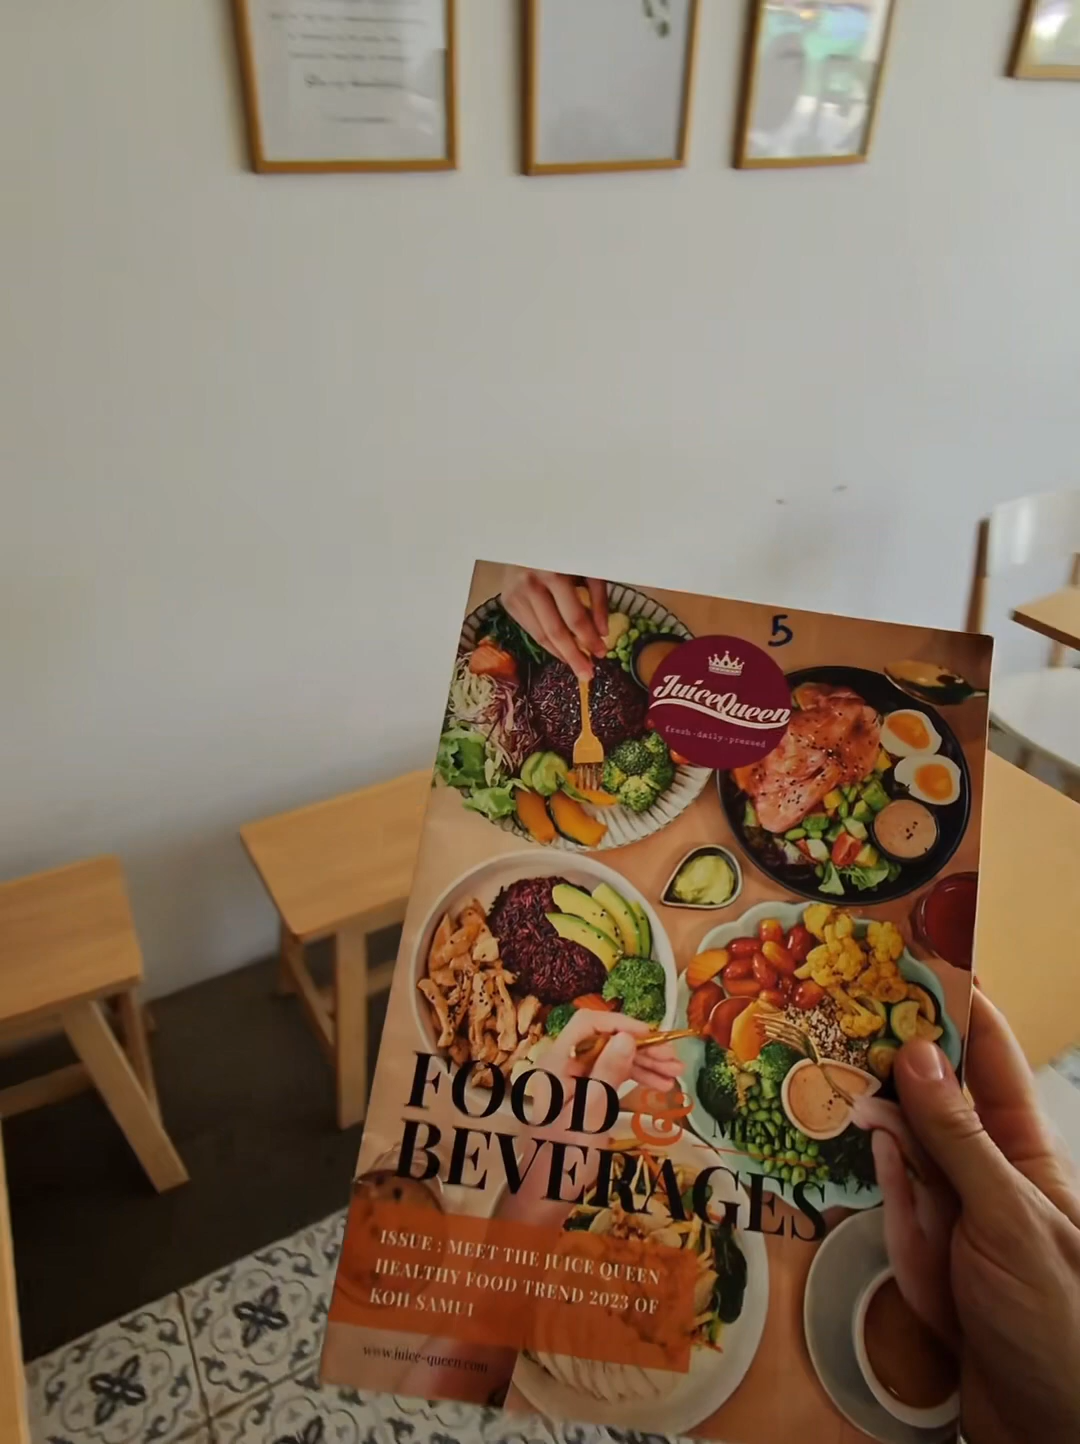 5
JuiceQueen
fresh·daily·pressed
FOOD & MENU
BEVERAGES
ISSUE : MEET THE JUICE QUEEN
HEALTHY FOOD TREND 2023 OF
KOH SAMUI
www.juice-queen.com